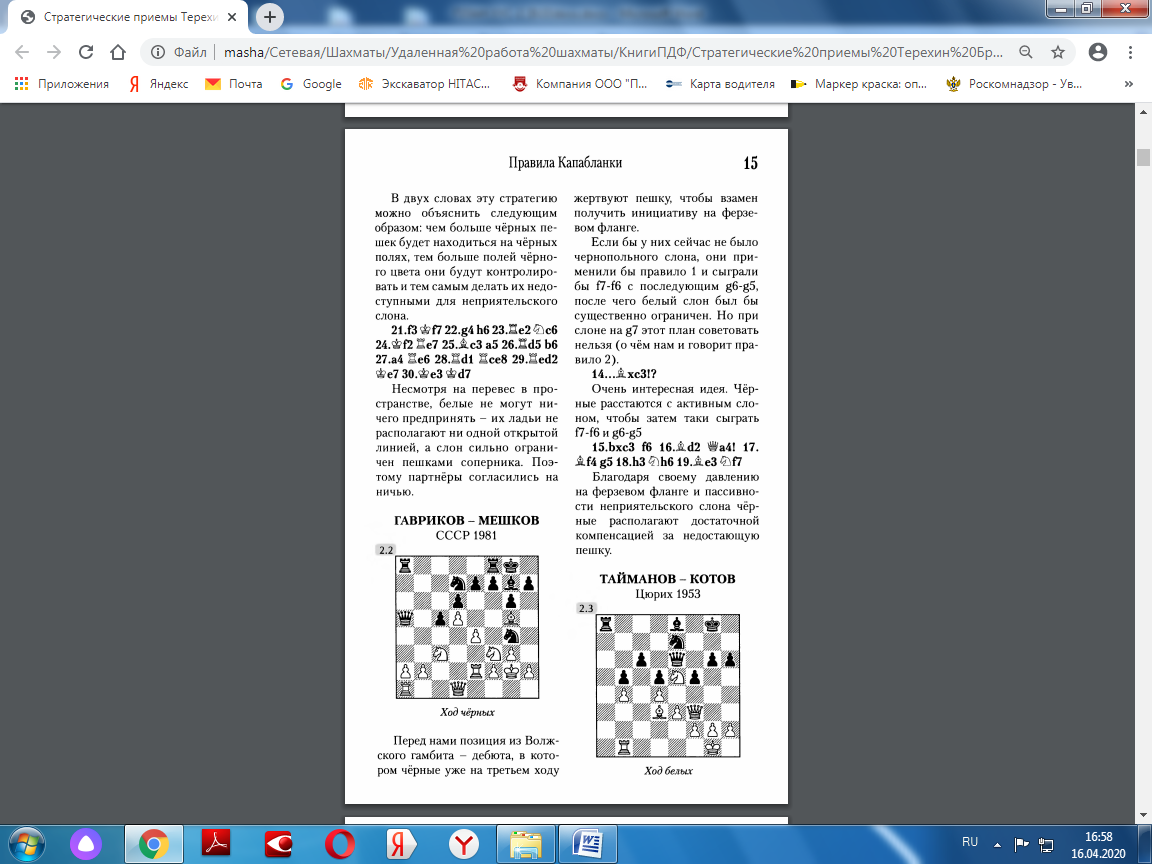 Стратегические приемы Терехи
Файл
masha/Сетевая/Шахматы/Удаленная%20работа%20шахматы/КнигиПДФ/Стратегические%20приемы%20Терехин%20Бр...
Приложения
Яндекс
Почта
Google
Экскаватор HITAC...
Компания ООО "П...
Карта водителя
Маркер краска: оп...
Роскомнадзор - Ув...
»
Правила Капабланки 15
В двух словах эту стратегию
можно объяснить следующим
образом: чем больше чёрных пе-
шек будет находиться на чёрных
полях, тем больше полей чёрно-
го цвета они будут контролиро-
вать и тем самым делать их недо-
ступными для неприятельского
слона.
21.f3 ♔f7 22.g4 h6 23.♖e2 ♘c6
24.♔f2 ♖e7 25.♗c3 a5 26.♖d5 b6
27.a4 ♖e6 28.♖d1 ♖ce8 29.♖ed2
♔e7 30.♔e3 ♔d7
Несмотря на перевес в про-
странстве, белые не могут ни-
чего предпринять – их ладьи не
располагают ни одной открытой
линией, а слон сильно ограни-
чен пешками соперника. Поэ-
тому партнёры согласились на
ничью.
ГАВРИКОВ – МЕШКОВ
СССР 1981
2.2
Ход чёрных
Перед нами позиция из Волж-
ского гамбита – дебюта, в кото-
ром чёрные уже на третьем ходу
жертвуют пешку, чтобы взамен
получить инициативу на ферзе-
вом фланге.
Если бы у них сейчас не было
чернопольного слона, они при-
менили бы правило 1 и сыграли
бы f7-f6 с последующим g6-g5,
после чего белый слон был бы
существенно ограничен. Но при
слоне на g7 этот план советовать
нельзя (о чём нам и говорит пра-
вило 2).
14...♗xc3!?
Очень интересная идея. Чёр-
ные расстаются с активным сло-
ном, чтобы затем таки сыграть
f7-f6 и g6-g5
15.bxc3 f6 16.♗d2 ♕a4! 17.
♗f4 g5 18.h3 ♘h6 19.♗e3 ♘f7
Благодаря своему давлению
на ферзевом фланге и пассивно-
сти неприятельского слона чёр-
ные располагают достаточной
компенсацией за недостающую
пешку.
ТАЙМАНОВ – КОТОВ
Цюрих 1953
2.3
Ход белых
RU
16:58
16.04.2020